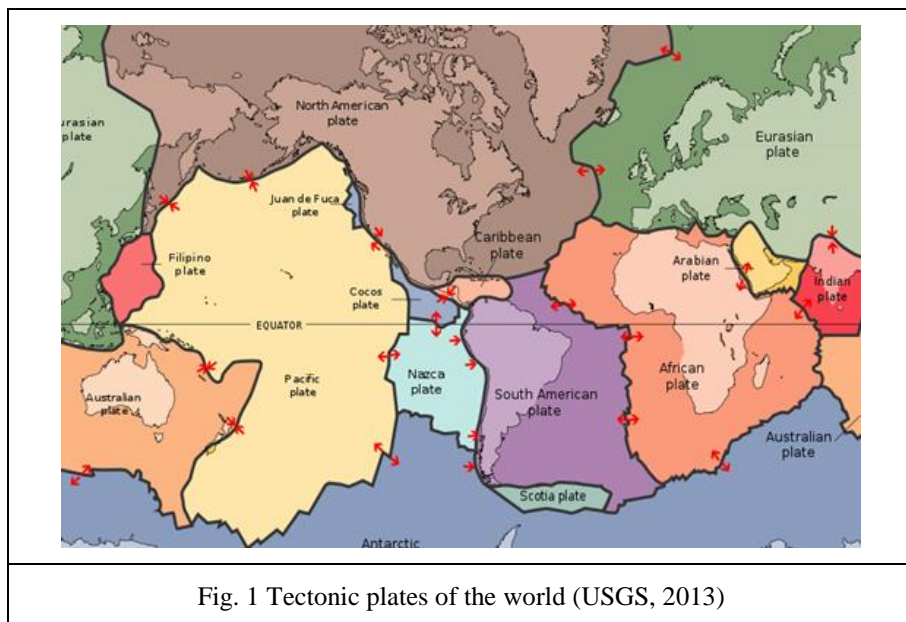 North American
plate
urasian
plate
Eurasian
plate
Juan de Fuca
plate
Filipino
plate
Caribbean
plate
Arabian
plate
Indian
plate
Cocos
plate
EQUATOR
Nazca
plate
Pacific
plate
South American
plate
African
plate
Australian
plate
Australian
plate
Scotia plate
Antarctic
Fig. 1 Tectonic plates of the world (USGS, 2013)